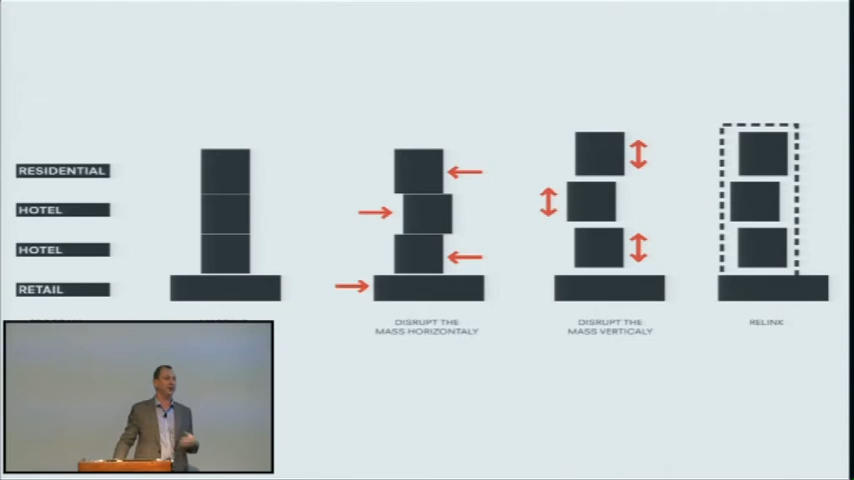 RESIDENTIAL
HOTEL
HOTEL
RETAIL
DISRUPT THE
MASS HORIZONTALY
DISRUPT THE
MASS VERTICALY
RELINK